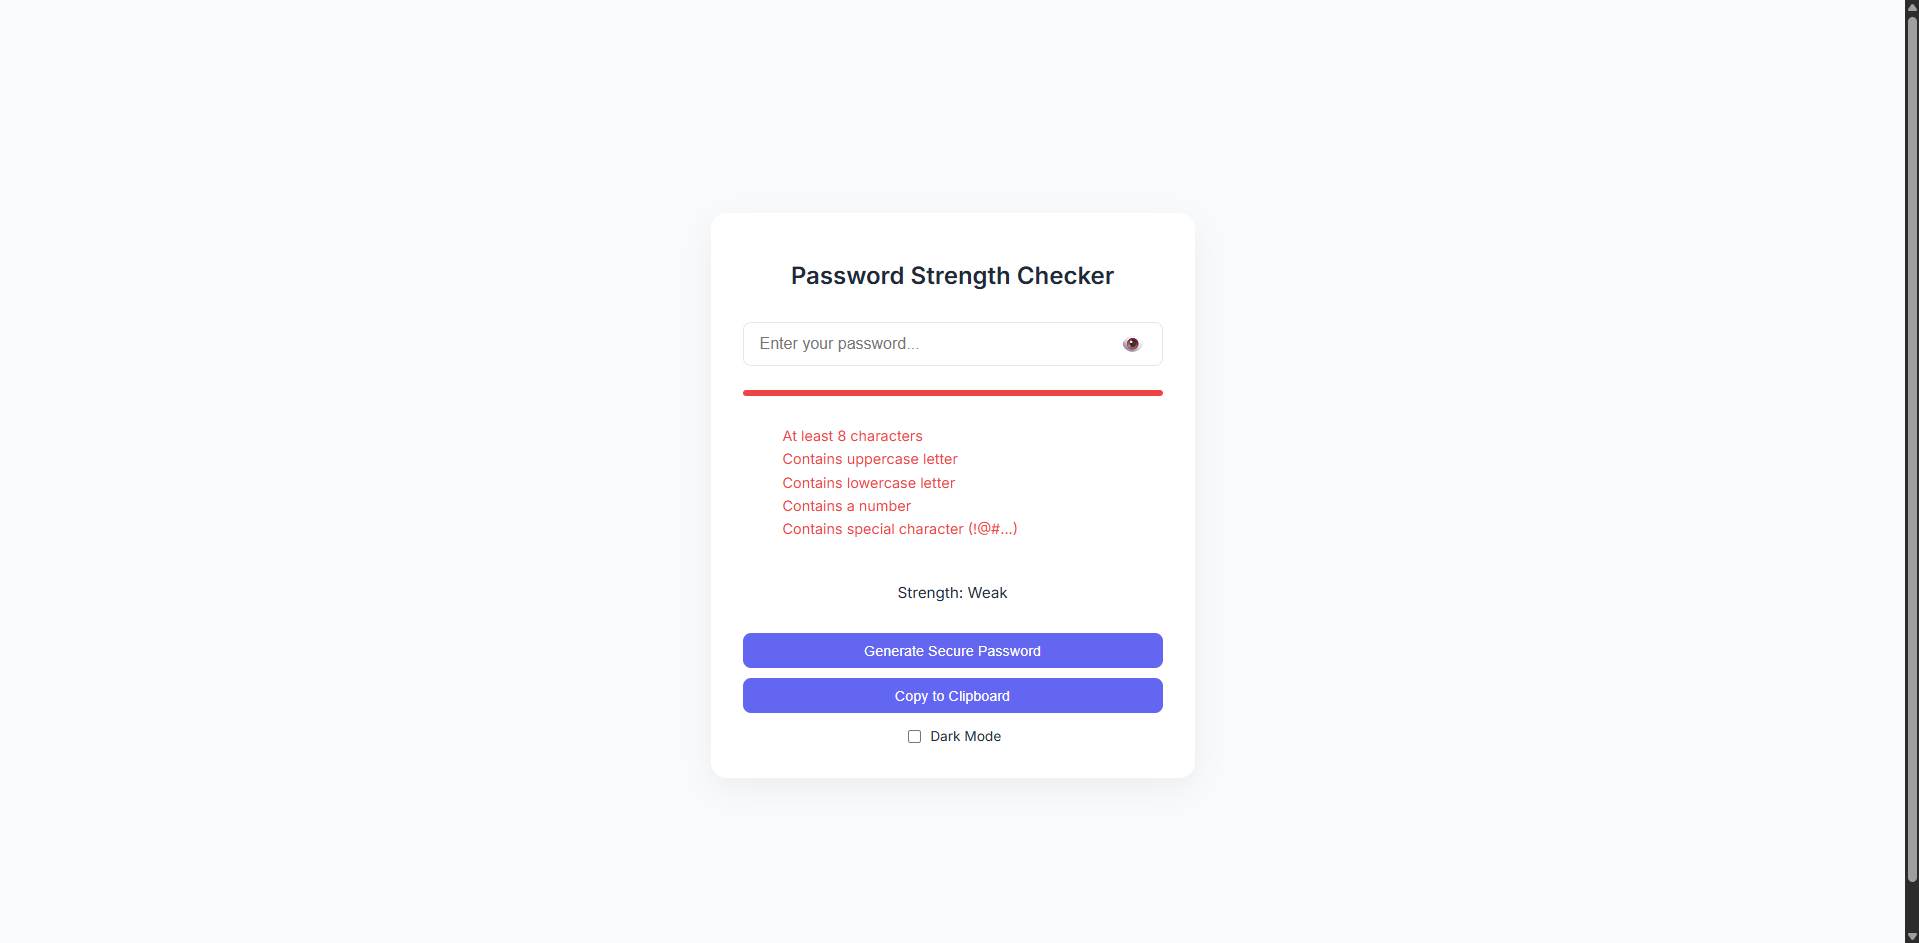 Password Strength Checker
Enter your password...
At least 8 characters
Contains uppercase letter
Contains lowercase letter
Contains a number
Contains special character (!@#...)
Strength: Weak
Generate Secure Password
Copy to Clipboard
Dark Mode